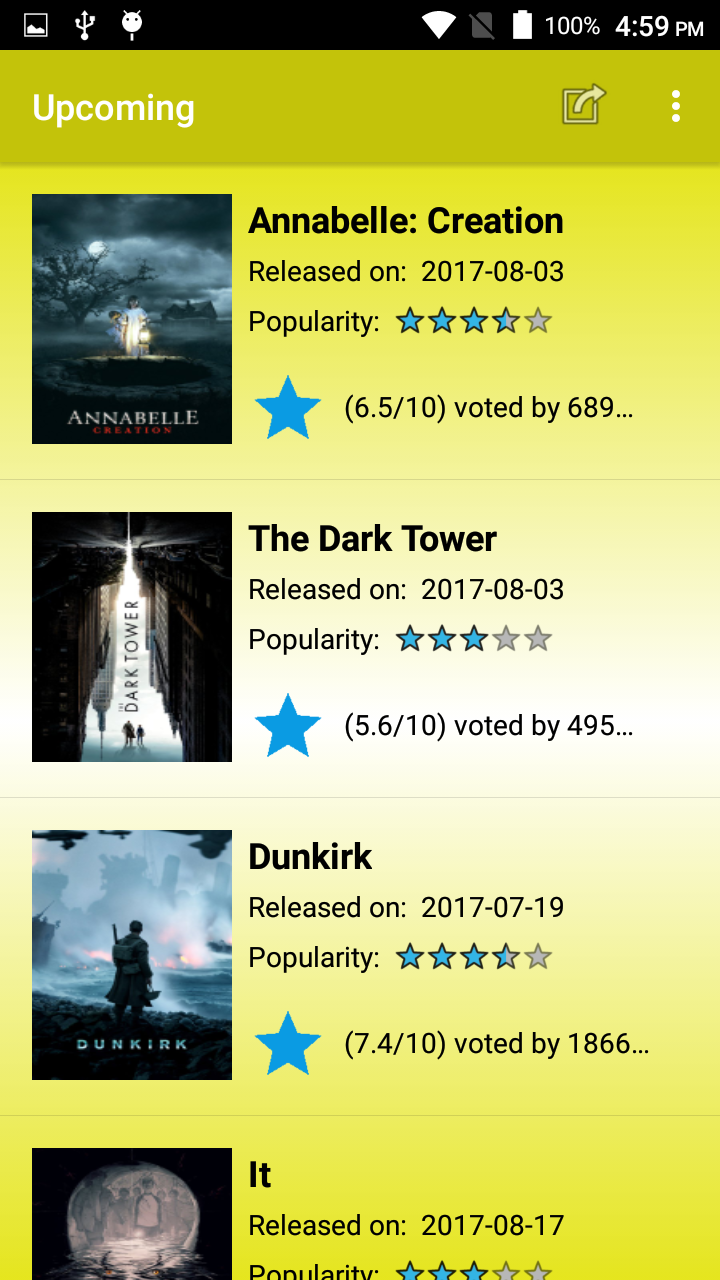 100% 4:59 PM
Upcoming
Annabelle: Creation
Released on: 2017-08-03
Popularity:
(6.5/10) voted by 689...
ANNABELLE
CREATION
The Dark Tower
Released on: 2017-08-03
Popularity:
(5.6/10) voted by 495...
THE DARK TOWER
Dunkirk
Released on: 2017-07-19
Popularity:
(7.4/10) voted by 1866...
DUNKIRK
It
Released on: 2017-08-17
Popularity: